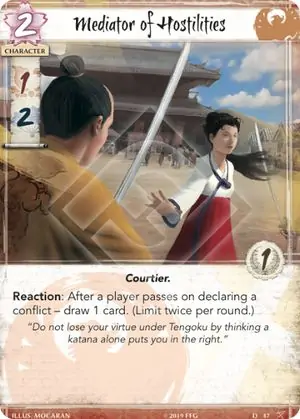 2 Mediator of Hostilities
CHARACTER
1
2
1
Courtier.
Reaction: After a player passes on declaring a
conflict – draw 1 card. (Limit twice per round.)
"Do not lose your virtue under Tengoku by thinking a
katana alone puts you in the right."
ILLUS: MOCARAN ©2019 FFG D 17